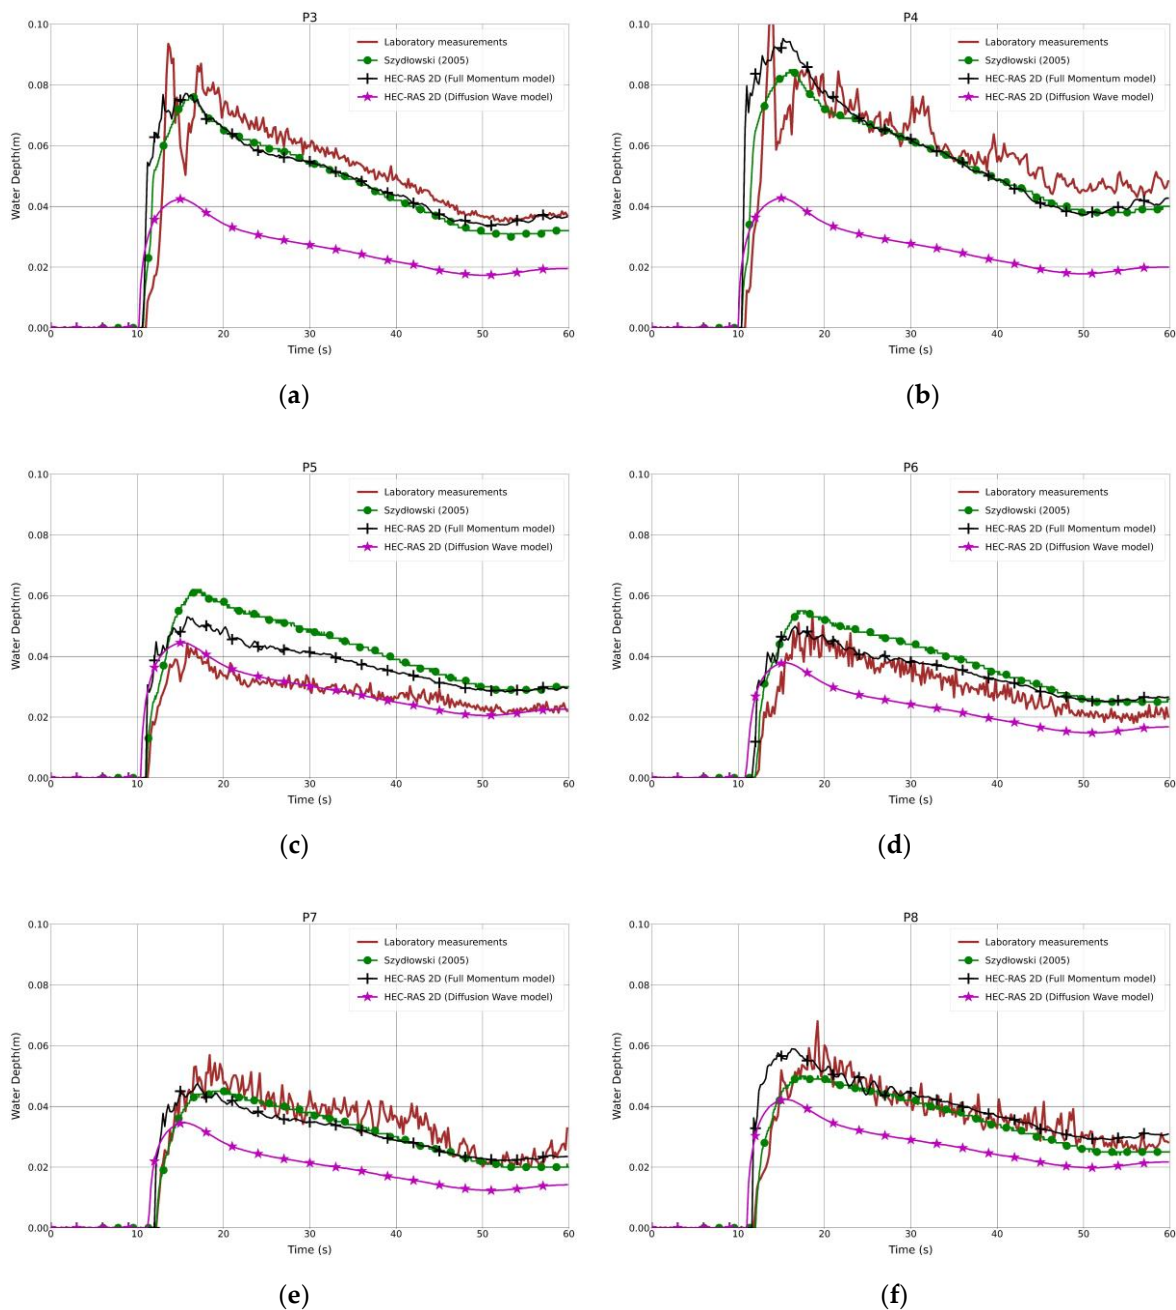 P3
0.10
0.08
0.06
0.04
0.02
0.00
Water Depth(m)
Laboratory measurements
Szydłowski (2005)
HEC-RAS 2D (Full Momentum model)
HEC-RAS 2D (Diffusion Wave model)
0 10 20 30 40 50 60
Time (s)
(a)
P4
0.10
0.08
0.06
0.04
0.02
0.00
Water Depth(m)
Laboratory measurements
Szydłowski (2005)
HEC-RAS 2D (Full Momentum model)
HEC-RAS 2D (Diffusion Wave model)
0 10 20 30 40 50 60
Time (s)
(b)
P5
0.10
0.08
0.06
0.04
0.02
0.00
Water Depth(m)
Laboratory measurements
Szydłowski (2005)
HEC-RAS 2D (Full Momentum model)
HEC-RAS 2D (Diffusion Wave model)
0 10 20 30 40 50 60
Time (s)
(c)
P6
0.10
0.08
0.06
0.04
0.02
0.00
Water Depth(m)
Laboratory measurements
Szydłowski (2005)
HEC-RAS 2D (Full Momentum model)
HEC-RAS 2D (Diffusion Wave model)
0 10 20 30 40 50 60
Time (s)
(d)
P7
0.10
0.08
0.06
0.04
0.02
0.00
Water Depth(m)
Laboratory measurements
Szydłowski (2005)
HEC-RAS 2D (Full Momentum model)
HEC-RAS 2D (Diffusion Wave model)
0 10 20 30 40 50 60
Time (s)
(e)
P8
0.10
0.08
0.06
0.04
0.02
0.00
Water Depth(m)
Laboratory measurements
Szydłowski (2005)
HEC-RAS 2D (Full Momentum model)
HEC-RAS 2D (Diffusion Wave model)
0 10 20 30 40 50 60
Time (s)
(f)